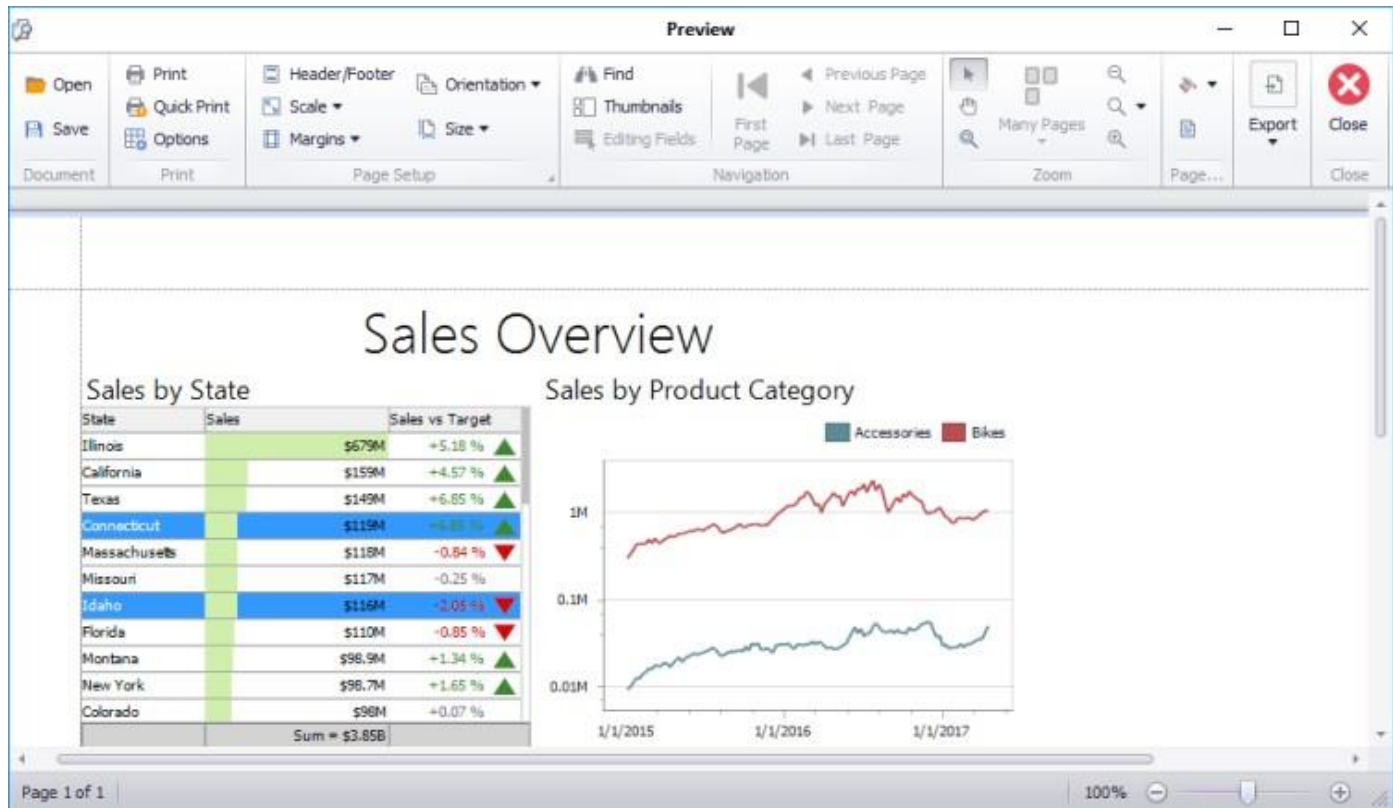 Preview
Open
Save
Document
Print
Quick Print
Options
Print
Header/Footer
Scale
Margins
Orientation
Size
Page Setup
Find
Thumbnails
Editing Fields
First Page
Previous Page
Next Page
Last Page
Navigation
Many Pages
Zoom
Page...
Export
Close
Close
Sales Overview
Sales by State
State Sales Sales vs Target
Illinois $679M +5.18 %
California $159M +4.57 %
Texas $149M +6.85 %
Connecticut $119M
Massachusetts $118M -0.84 %
Missouri $117M -0.25 %
Idaho $116M -2.05 %
Florida $110M -0.85 %
Montana $98.9M +1.34 %
New York $98.7M +1.65 %
Colorado $98M +0.07 %
Sum = $3.85B
Sales by Product Category
Accessories Bikes
1M
0.1M
0.01M
1/1/2015 1/1/2016 1/1/2017
Page 1 of 1
100%